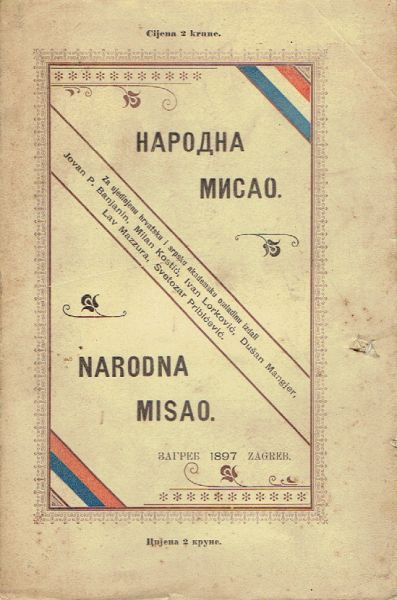 Cijena 2 krune.
НАРОДНА
МИСАО.
Za ujedinjenu hrvatsku i srpsku akademsku omladinu izdali
Jovan P. Banjanin, Milan Kostić, Ivan Lorković, Dušan Mangjer,
Lav Mazzura, Svetozar Pribićević.
NARODNA
MISAO.
ЗАГРЕБ 1897 ZAGREB.
Цијена 2 круне.